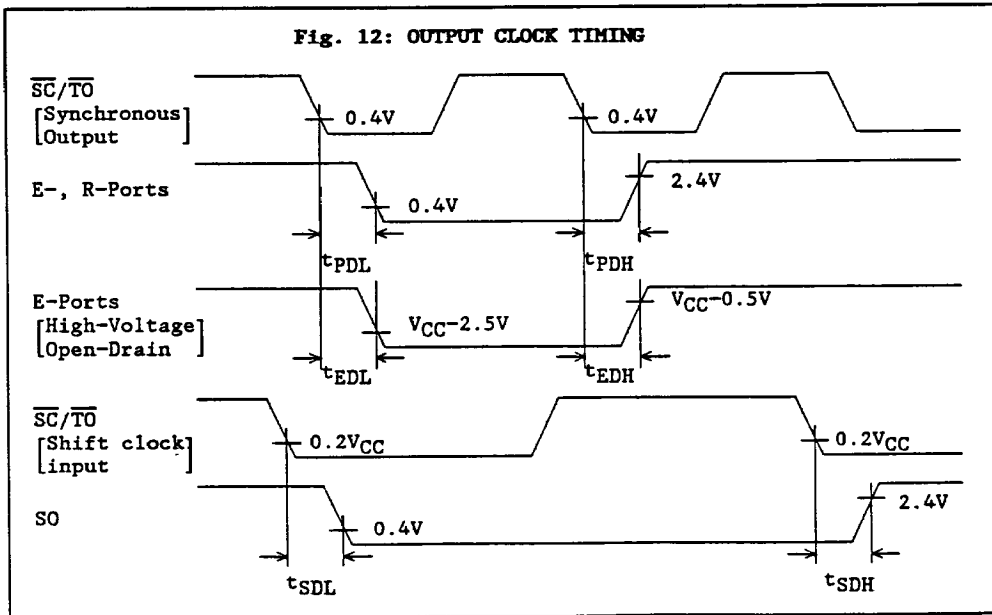 Fig. 12: OUTPUT CLOCK TIMING
SC/TO
[Synchronous
Output]
0.4V
0.4V
E-, R-Ports
0.4V
2.4V
tPDL
tPDH
E-Ports
[High-Voltage
Open-Drain]
VCC-2.5V
VCC-0.5V
tEDL
tEDH
SC/TO
[Shift clock
input]
0.2VCC
0.2VCC
SO
0.4V
2.4V
tSDL
tSDH